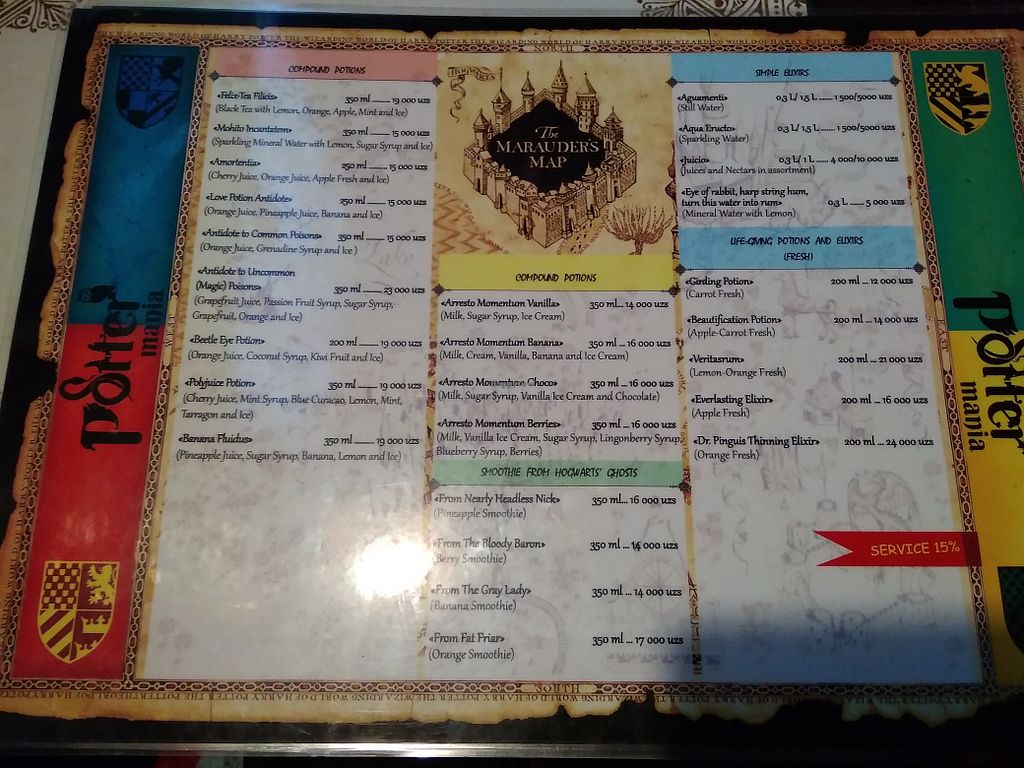 THE WIZARDING WORLD OF HARRY POTTER
NORTH
WEST
EAST
SOUTH
Potter
mania
COMPOUND POTIONS
«Felix-Tea Filicis» 350 ml ......... 19 000 uzs
(Black Tea with Lemon, Orange, Apple, Mint and Ice)
«Mohito Incantatem» 350 ml ......... 15 000 uzs
(Sparkling Mineral Water with Lemon, Sugar Syrup and Ice)
«Amortentia» 250 ml ......... 15 000 uzs
(Cherry Juice, Orange Juice, Apple Fresh and Ice)
«Love Potion Antidote» 250 ml ......... 15 000 uzs
(Orange Juice, Pineapple Juice, Banana and Ice)
«Antidote to Common Poisons» 350 ml ......... 15 000 uzs
(Orange Juice, Grenadine Syrup and Ice )
«Antidote to Uncommon
(Magic) Poisons» 350 ml ......... 23 000 uzs
(Grapefruit Juice, Passion Fruit Syrup, Sugar Syrup,
Grapefruit, Orange and Ice)
«Beetle Eye Potion» 200 ml ......... 19 000 uzs
(Orange Juice, Coconut Syrup, Kiwi Fruit and Ice)
«Polyjuice Potion» 350 ml ......... 19 000 uzs
(Cherry Juice, Mint Syrup, Blue Curacao, Lemon, Mint,
Tarragon and Ice)
«Banana Fluidus» 350 ml ......... 19 000 uzs
(Pineapple Juice, Sugar Syrup, Banana, Lemon and Ice)
HOGWARTS
The
MARAUDER'S
MAP
COMPOUND POTIONS
«Arresto Momentum Vanilla» 350 ml... 14 000 uzs
(Milk, Sugar Syrup, Ice Cream)
«Arresto Momentum Banana» 350 ml ... 16 000 uzs
(Milk, Cream, Vanilla, Banana and Ice Cream)
«Arresto Momentum Choco» 350 ml ... 16 000 uzs
(Milk, Sugar Syrup, Vanilla Ice Cream and Chocolate)
«Arresto Momentum Berries» 350 ml ... 16 000 uzs
(Milk, Vanilla Ice Cream, Sugar Syrup, Lingonberry Syrup,
Blueberry Syrup, Berries)
SMOOTHIE FROM HOGWARTS' GHOSTS
«From Nearly Headless Nick» 350 ml... 16 000 uzs
(Pineapple Smoothie)
«From The Bloody Baron» 350 ml ... 14 000 uzs
(Berry Smoothie)
«From The Gray Lady» 350 ml ... 14 000 uzs
(Banana Smoothie)
«From Fat Friar» 350 ml ... 17 000 uzs
(Orange Smoothie)
SIMPLE ELIXIRS
«Aguamenti» 0,3 L/ 1,5 L ...... 1 500/5000 uzs
(Still Water)
«Aqua Eructo» 0,3 L/ 1,5 L ...... 1 500/5000 uzs
(Sparkling Water)
«Juicio» 0,3 L/ 1 L ...... 4 000/10 000 uzs
(Juices and Nectars in assortment)
«Eye of rabbit, harp string hum,
turn this water into rum» 0,3 L ...... 5 000 uzs
(Mineral Water with Lemon)
LIFE-GIVING POTIONS AND ELIXIRS
(FRESH)
«Girding Potion» 200 ml ... 12 000 uzs
(Carrot Fresh)
«Beautification Potion» 200 ml ... 14 000 uzs
(Apple-Carrot Fresh)
«Veritasrum» 200 ml ... 21 000 uzs
(Lemon-Orange Fresh)
«Everlasting Elixir» 200 ml ... 16 000 uzs
(Apple Fresh)
«Dr. Pinguis Thinning Elixir» 200 ml ... 24 000 uzs
(Orange Fresh)
SERVICE 15%
Potter
mania